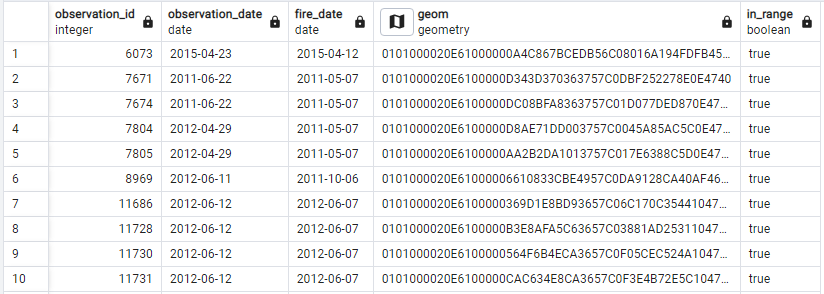 observation_id observation_date fire_date geom in_range
integer date date geometry boolean
1 6073 2015-04-23 2015-04-12 0101000020E61000000A4C867BCEDB56C08016A194FDFB45... true
2 7671 2011-06-22 2011-05-07 0101000020E6100000D343D370363757C0DBF252278E0E4740 true
3 7674 2011-06-22 2011-05-07 0101000020E6100000DC08BFA8363757C01D077DED870E47... true
4 7804 2012-04-29 2011-05-07 0101000020E6100000D8AE71DD003757C0045A85AC5C0E47... true
5 7805 2012-04-29 2011-05-07 0101000020E6100000AA2B2DA1013757C017E6388C5D0E47... true
6 8969 2012-06-11 2011-10-06 0101000020E61000006610833CBE4957C0DA9128CA40AF46... true
7 11686 2012-06-12 2012-06-07 0101000020E6100000369D1E8BD93657C06C170C35441047... true
8 11728 2012-06-12 2012-06-07 0101000020E6100000B3E8AFA5C63657C03881AD25311047... true
9 11730 2012-06-12 2012-06-07 0101000020E6100000564F6B4ECA3657C0F05CEC524A1047... true
10 11731 2012-06-12 2012-06-07 0101000020E6100000CAC634E8CA3657C0F3E4B72E5C1047... true